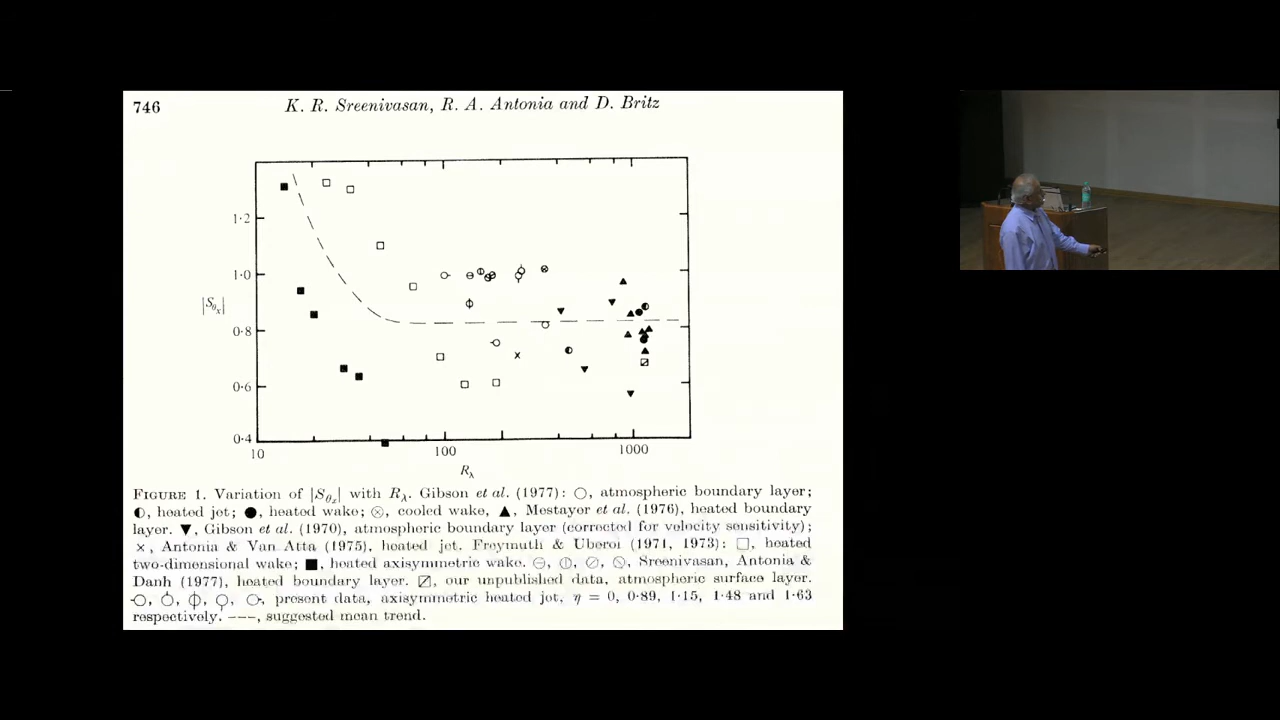 746
K. R. Sreenivasan, R. A. Antonia and D. Britz
1·2
1·0
0·8
0·6
0·4
|Sθx|
10
100
1000
Rλ
FIGURE 1. Variation of |Sθx| with Rλ. Gibson et al. (1977): ○, atmospheric boundary layer;
◐, heated jet; ●, heated wake; ⊗, cooled wake, ▲, Mestayer et al. (1976), heated boundary
layer. ▼, Gibson et al. (1970), atmospheric boundary layer (corrected for velocity sensitivity);
×, Antonia & Van Atta (1975), heated jet. Freymuth & Uberoi (1971, 1973): □, heated
two-dimensional wake; ■, heated axisymmetric wake. ⊖, ⦶, ⊘, ⦸, Sreenivasan, Antonia &
Danh (1977), heated boundary layer. ⍁, our unpublished data, atmospheric surface layer.
present data, axisymmetric heated jet, η = 0, 0·89, 1·15, 1·48 and 1·63
respectively. ---, suggested mean trend.